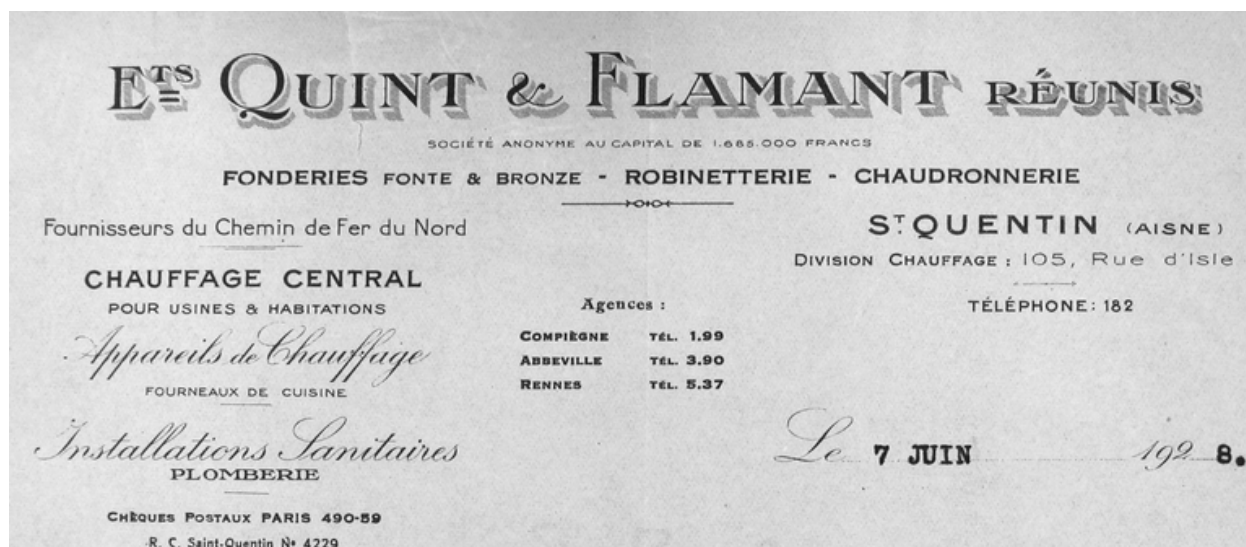 ETS QUINT & FLAMANT RÉUNIS
SOCIÉTÉ ANONYME AU CAPITAL DE 1.685.000 FRANCS
FONDERIES FONTE & BRONZE - ROBINETTERIE - CHAUDRONNERIE
Fournisseurs du Chemin de Fer du Nord
CHAUFFAGE CENTRAL
POUR USINES & HABITATIONS
Appareils de Chauffage
FOURNEAUX DE CUISINE
Installations Sanitaires
PLOMBERIE
CHÈQUES POSTAUX PARIS 490-59
R. C. Saint-Quentin No 4229
Agences :
COMPIÈGNE TÉL. 1.99
ABBEVILLE TÉL. 3.90
RENNES TÉL. 5.37
ST. QUENTIN (AISNE)
DIVISION CHAUFFAGE : 105, Rue d'Isle
TÉLÉPHONE: 182
Le 7 JUIN 192 8.